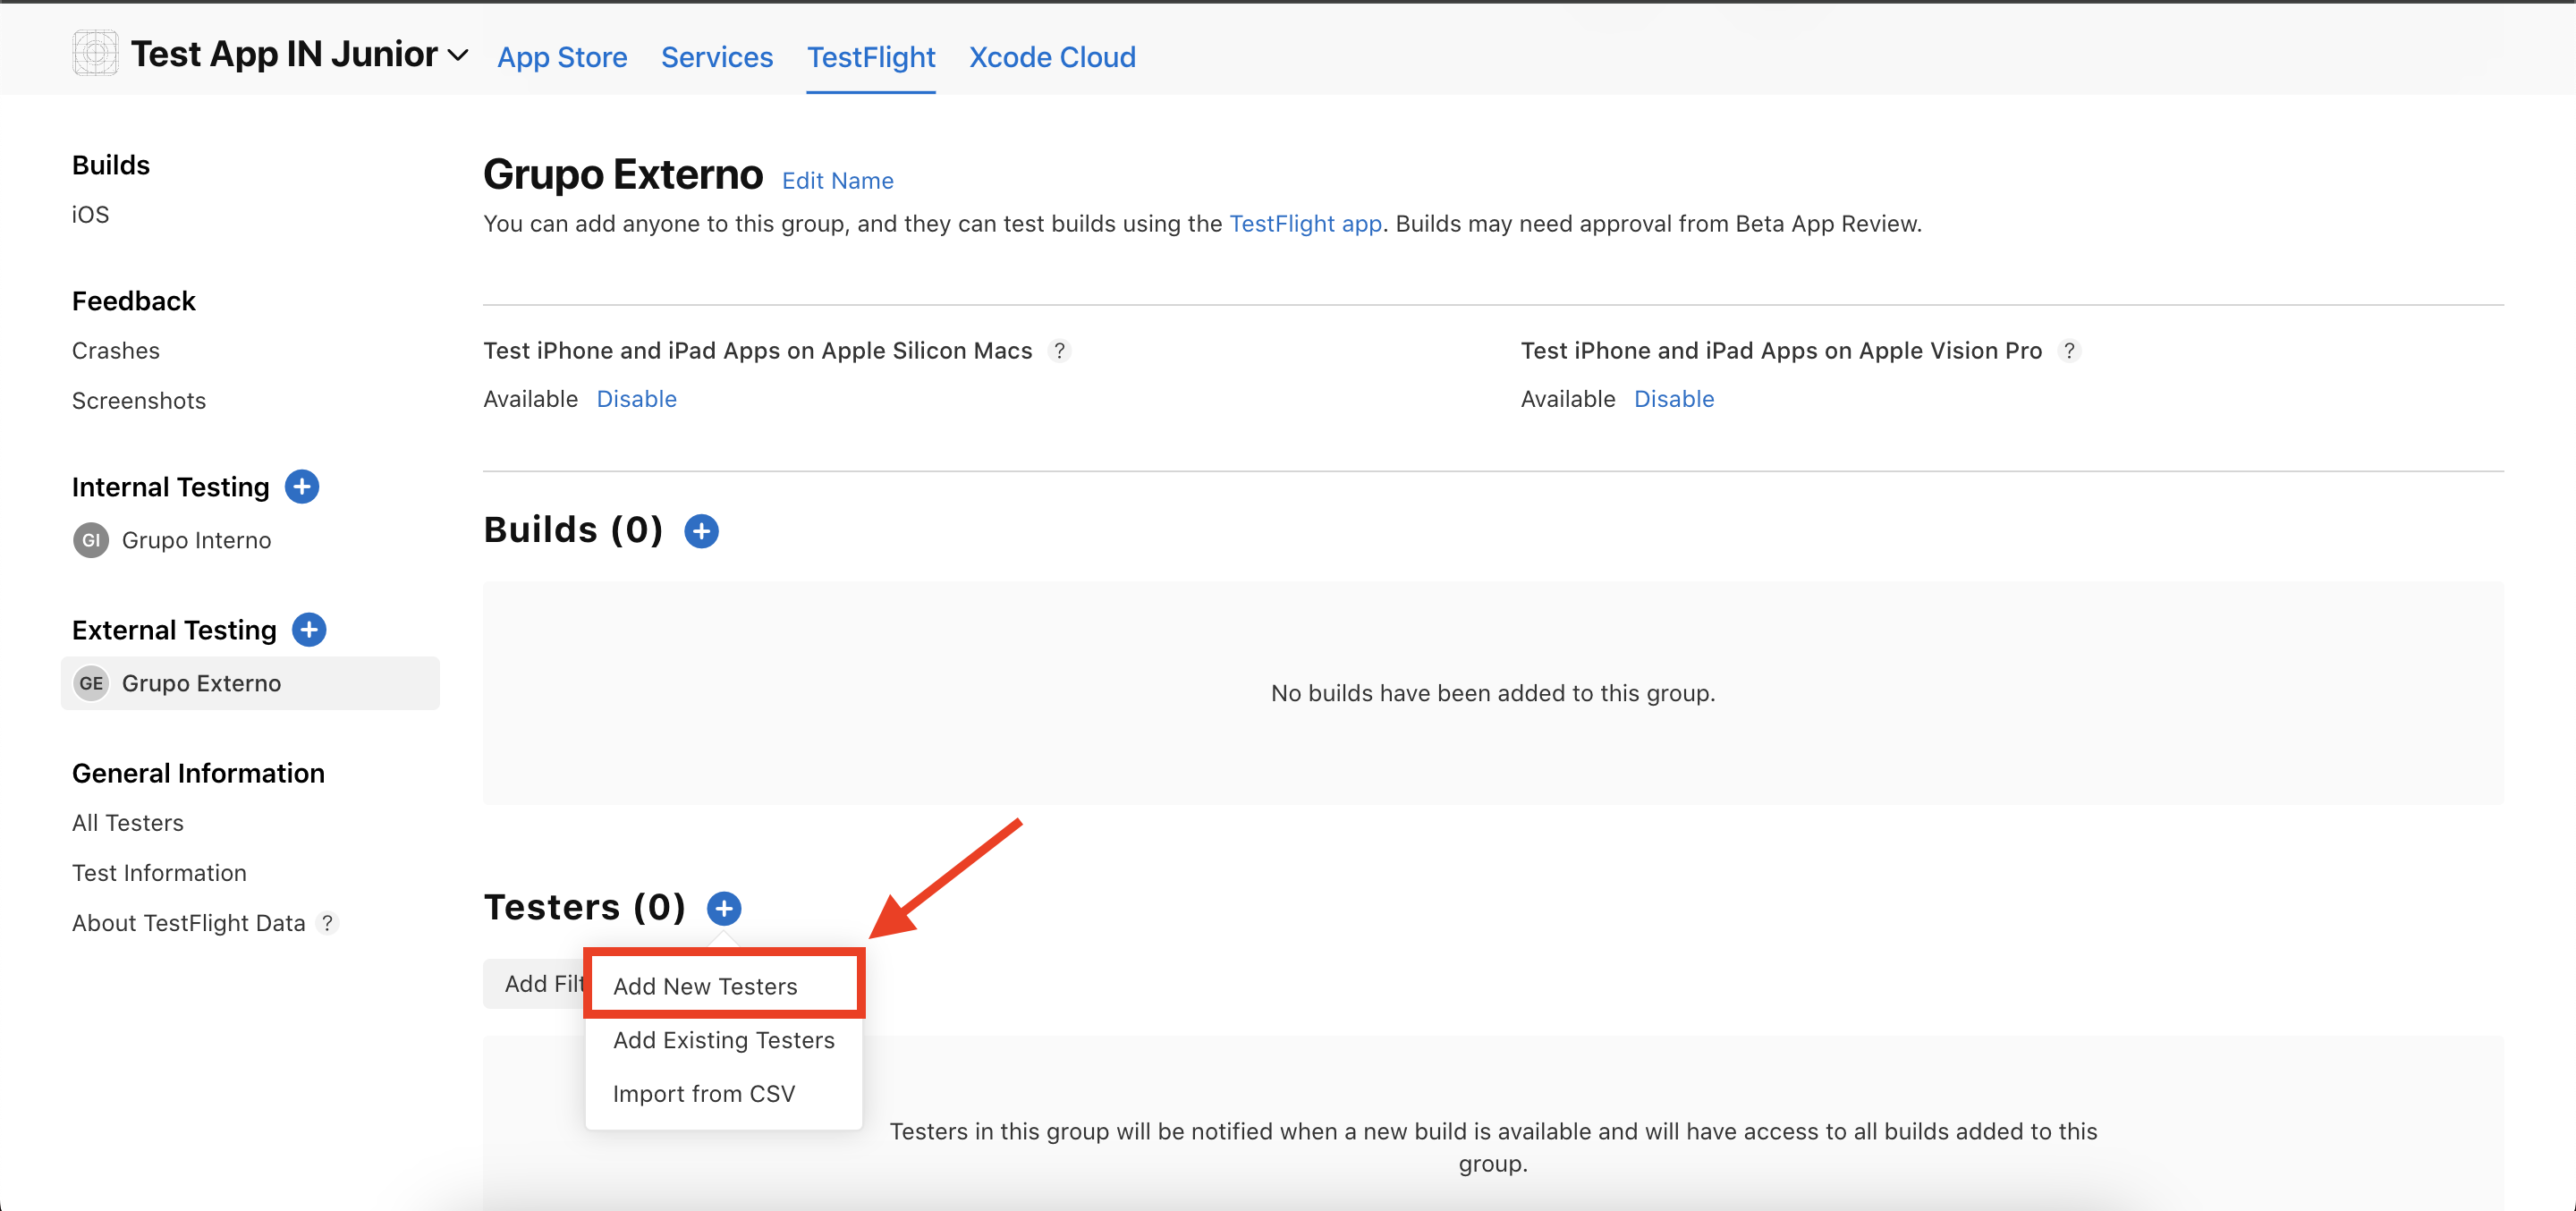 Test App IN Junior
App Store
Services
TestFlight
Xcode Cloud
Builds
iOS
Feedback
Crashes
Screenshots
Internal Testing
GI Grupo Interno
External Testing
GE Grupo Externo
General Information
All Testers
Test Information
About TestFlight Data ?
Grupo Externo Edit Name
You can add anyone to this group, and they can test builds using the TestFlight app. Builds may need approval from Beta App Review.
Test iPhone and iPad Apps on Apple Silicon Macs ?
Available Disable
Test iPhone and iPad Apps on Apple Vision Pro ?
Available Disable
Builds (0)
No builds have been added to this group.
Testers (0)
Add Filt
Add New Testers
Add Existing Testers
Import from CSV
Testers in this group will be notified when a new build is available and will have access to all builds added to this
group.